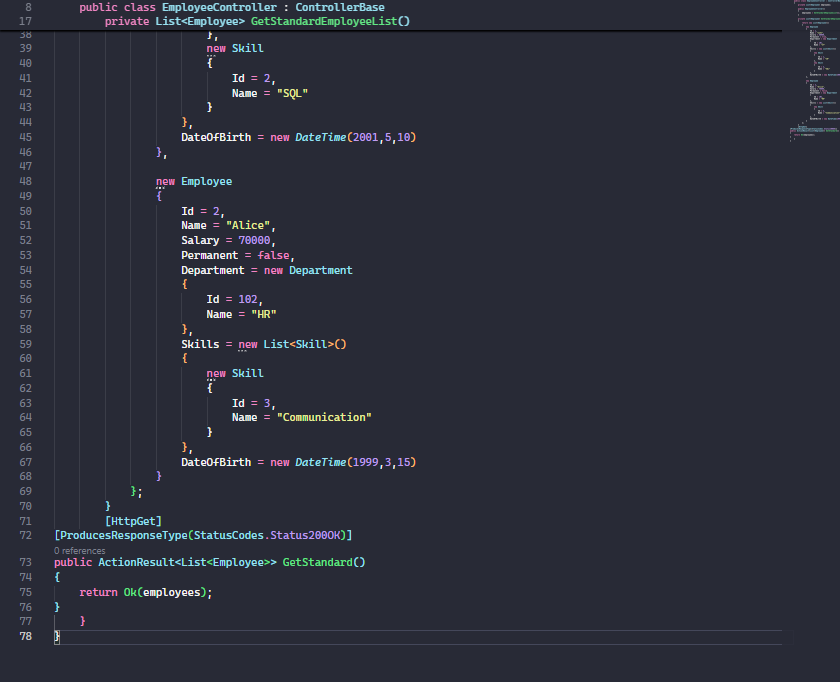 8 public class EmployeeController : ControllerBase
17 private List<Employee> GetStandardEmployeeList()
38 },
39 new Skill
40 {
41 Id = 2,
42 Name = "SQL"
43 }
44 },
45 DateOfBirth = new DateTime(2001,5,10)
46 },
47
48 new Employee
49 {
50 Id = 2,
51 Name = "Alice",
52 Salary = 70000,
53 Permanent = false,
54 Department = new Department
55 {
56 Id = 102,
57 Name = "HR"
58 },
59 Skills = new List<Skill>()
60 {
61 new Skill
62 {
63 Id = 3,
64 Name = "Communication"
65 }
66 },
67 DateOfBirth = new DateTime(1999,3,15)
68 }
69 };
70 }
71 [HttpGet]
72 [ProducesResponseType(StatusCodes.Status200OK)]
0 references
73 public ActionResult<List<Employee>> GetStandard()
74 {
75 return Ok(employees);
76 }
77 }
78 }